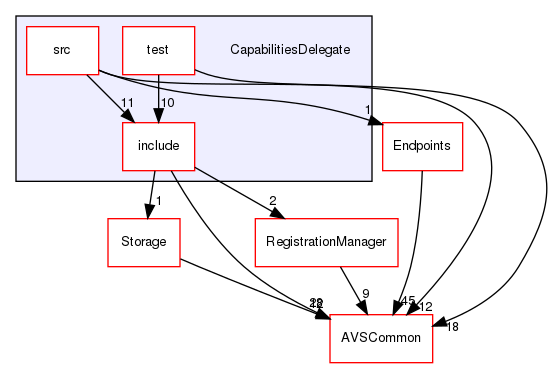 src
test
CapabilitiesDelegate
11
10
1
include
Endpoints
1
2
Storage
RegistrationManager
9
45
12
18
AVSCommon